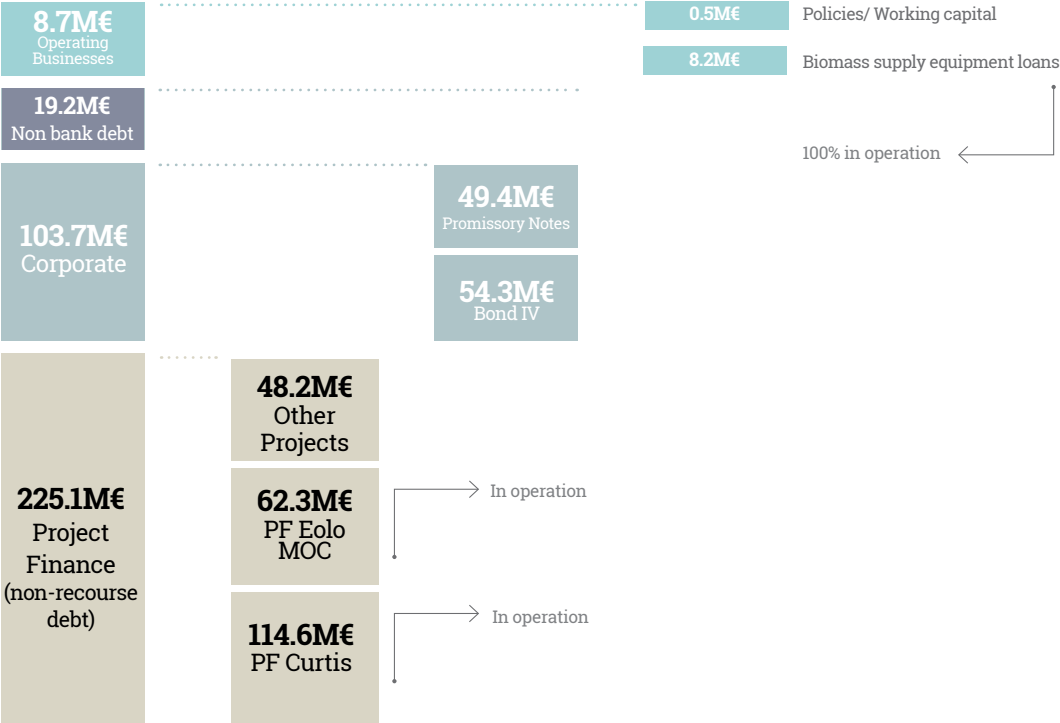 8.7M€
Operating
Businesses
0.5M€
Policies/ Working capital
8.2M€
Biomass supply equipment loans
19.2M€
Non bank debt
100% in operation
103.7M€
Corporate
49.4M€
Promissory Notes
54.3M€
Bond IV
225.1M€
Project
Finance
(non-recourse
debt)
48.2M€
Other
Projects
62.3M€
PF Eolo
MOC
In operation
114.6M€
PF Curtis
In operation